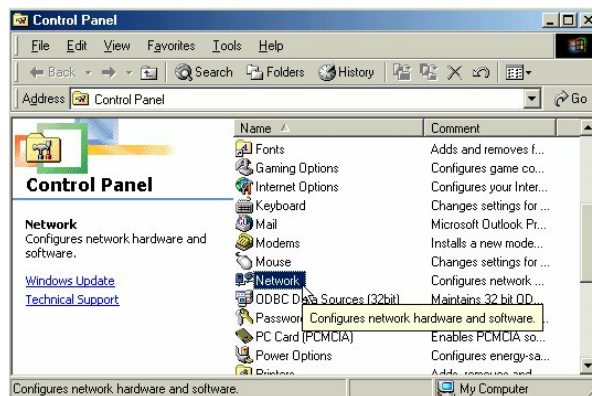 Control Panel
File Edit View Favorites Tools Help
Back Search Folders History
Address Control Panel Go
Name Comment
Control Panel
Network
Configures network hardware and
software.
Windows Update
Technical Support
Fonts Adds and removes f...
Gaming Options Configures game co...
Internet Options Configures your Inter...
Keyboard Changes settings for ...
Mail Microsoft Outlook Pr...
Modems Installs a new mode...
Mouse Changes settings for ...
Network Configures network ...
ODBC Data Sources (32bit) Maintains 32 bit OD...
Configures network hardware and software.
PC Card (PCMCIA) Enables PCMCIA so...
Power Options Configures energy-sa...
Configures network hardware and software. My Computer